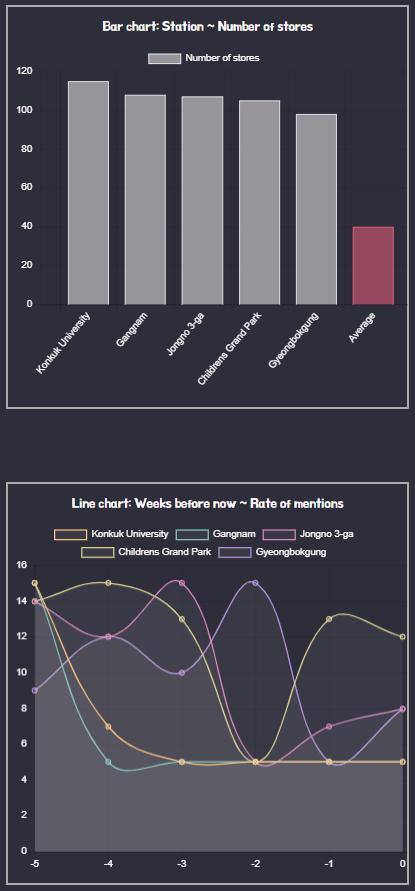 Bar chart: Station ~ Number of stores
Number of stores
120
100
80
60
40
20
0
Konkuk University
Gangnam
Jongno 3-ga
Childrens Grand Park
Gyeongbokgung
Average
Line chart: Weeks before now ~ Rate of mentions
Konkuk University Gangnam Jongno 3-ga
Childrens Grand Park Gyeongbokgung
16
14
12
10
8
6
4
2
0
-5 -4 -3 -2 -1 0